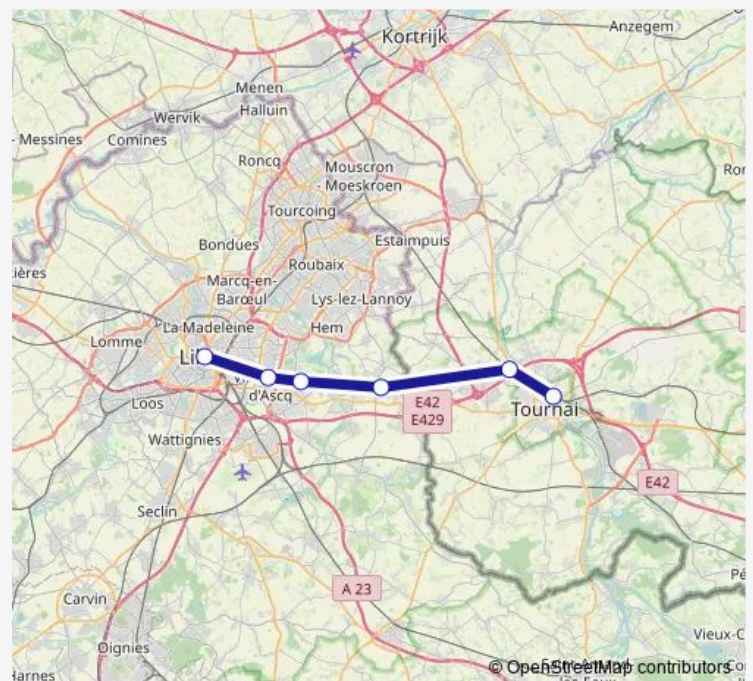 Kortrijk
Anzegem
Menen
Halluin
Wervik
Messines
Comines
Roncq
Mouscron
- Moeskroen
Tourcoing
Bondues
Estaimpuis
Roubaix
Marcq-en-
Barœul
Lys-lez-Lannoy
La Madeleine
Hem
Lomme
d'Ascq
Loos
E42
E429
Tournai
Wattignies
E42
Seclin
A 23
Carvin
Oignies
© OpenStreetMap contributors